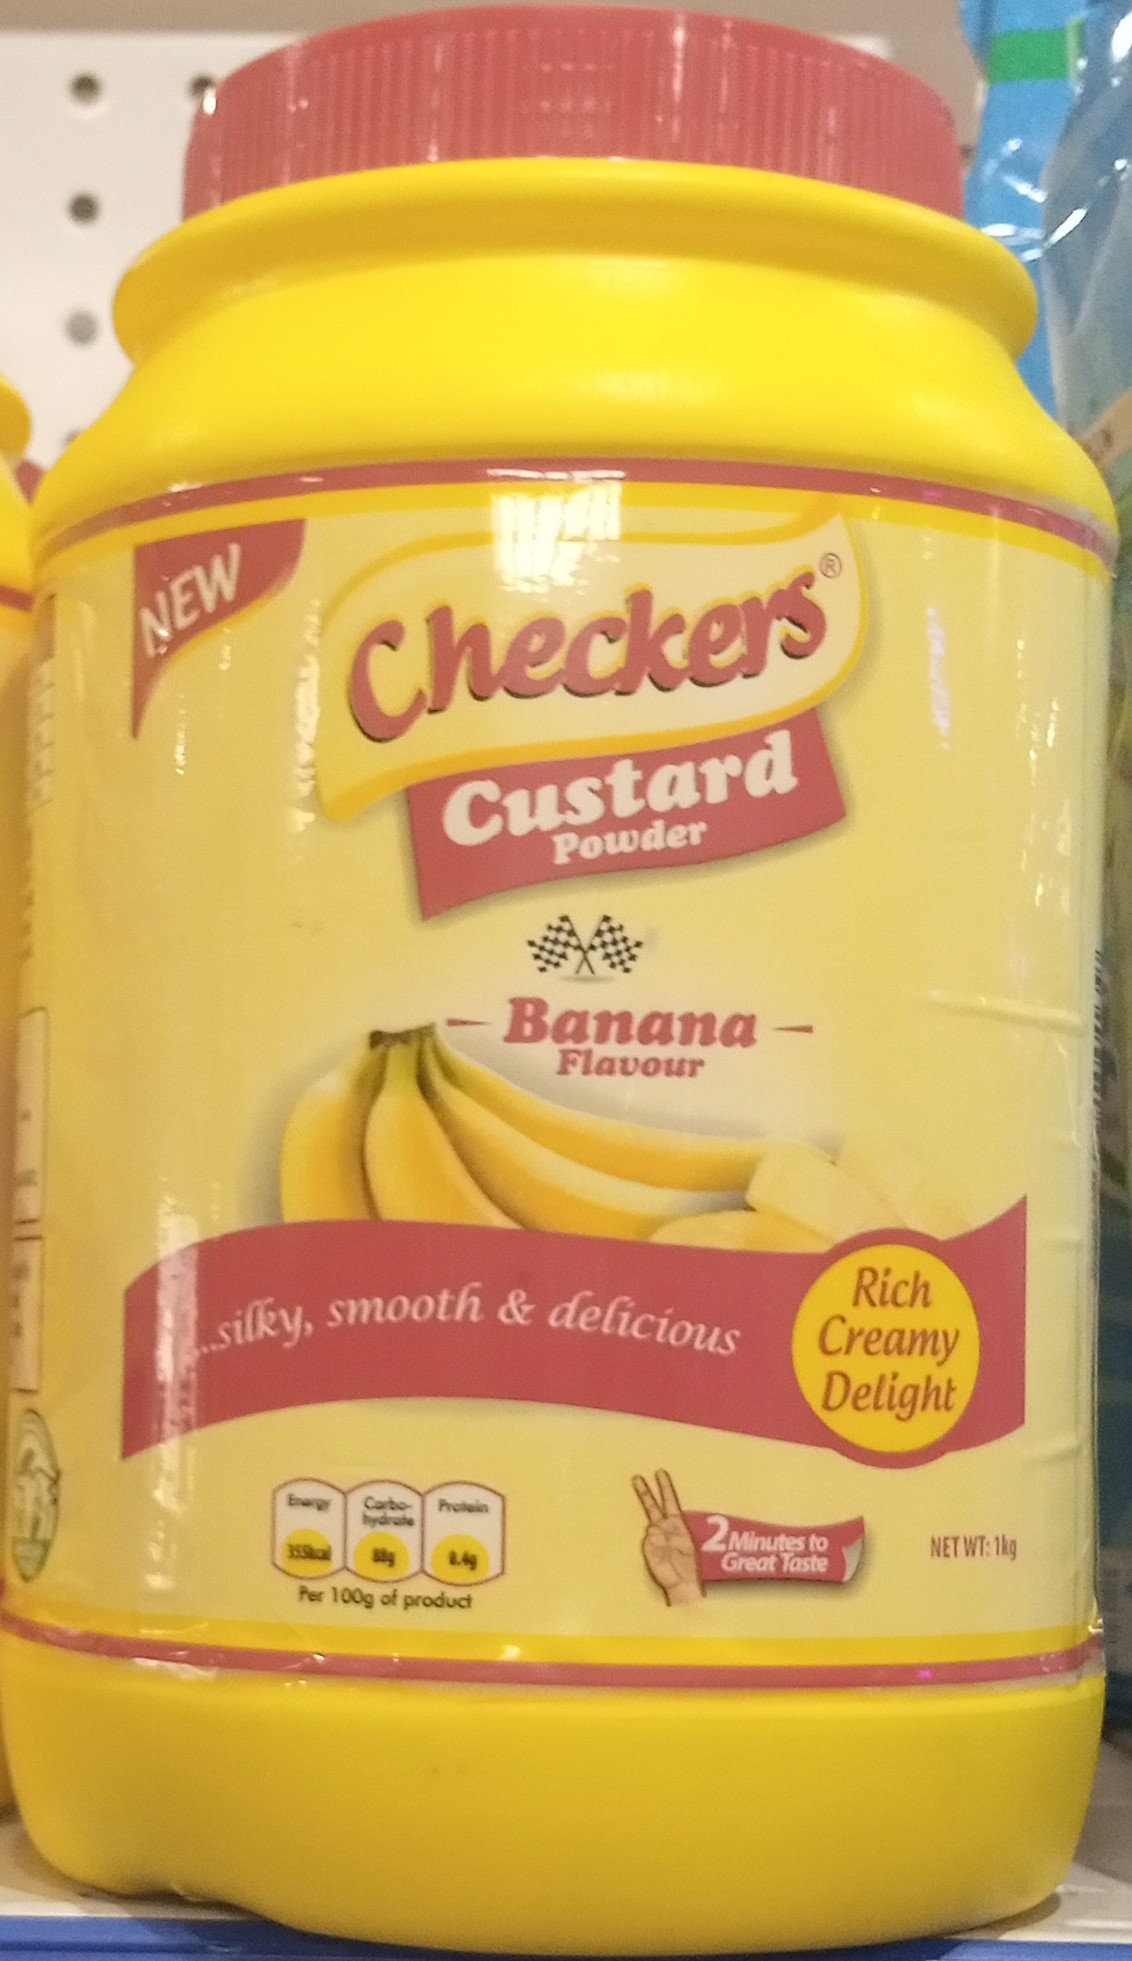 NEW
Checkers®
Custard
Powder
Banana
Flavour
...silky, smooth & delicious
Rich
Creamy
Delight
Energy
355kcal
Carbo-
hydrate
88g
Protein
0.4g
Per 100g of product
2 Minutes to
Great Taste
NET WT: 1kg